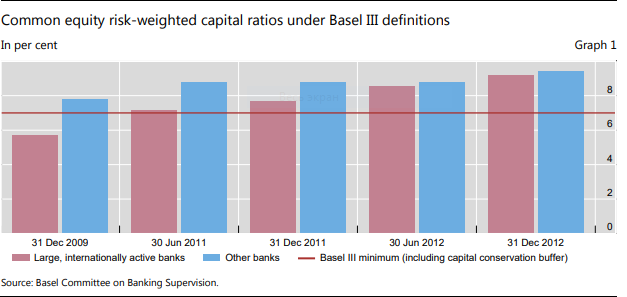 Common equity risk-weighted capital ratios under Basel III definitions
In per cent Graph 1
8
6
4
2
0
31 Dec 2009 30 Jun 2011 31 Dec 2011 30 Jun 2012 31 Dec 2012
Large, internationally active banks Other banks Basel III minimum (including capital conservation buffer)
Source: Basel Committee on Banking Supervision.